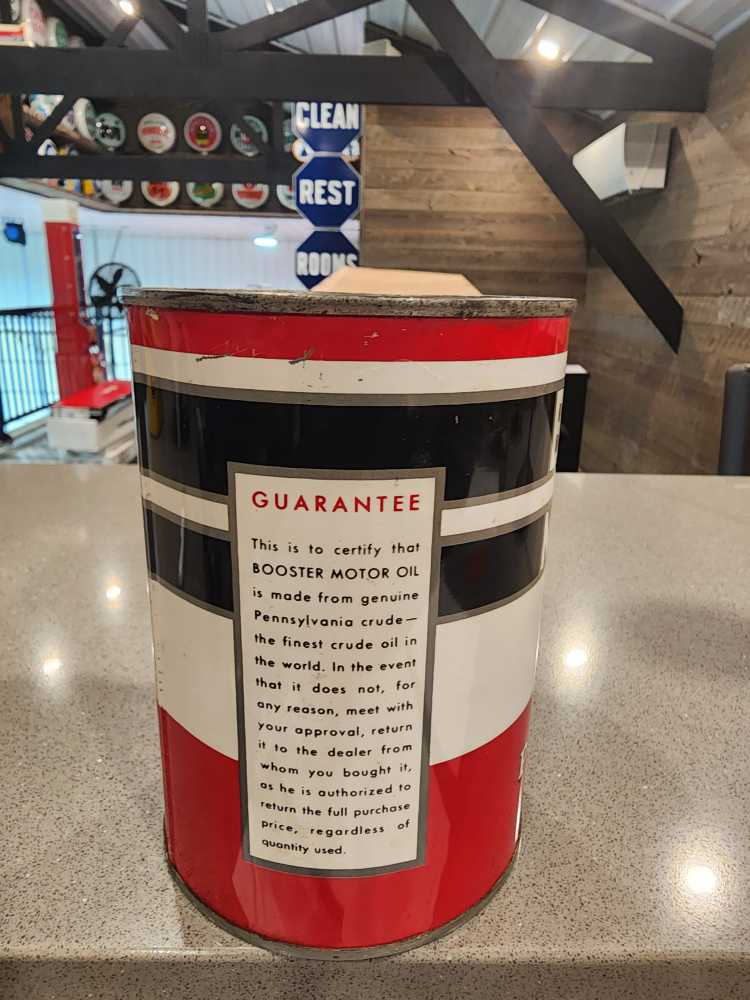 CLEAN
REST
ROOMS
GUARANTEE
This is to certify that
BOOSTER MOTOR OIL
is made from genuine
Pennsylvania crude—
the finest crude oil in
the world. In the event
that it does not, for
any reason, meet with
your approval, return
it to the dealer from
whom you bought it,
as he is authorized to
return the full purchase
price, regardless of
quantity used.